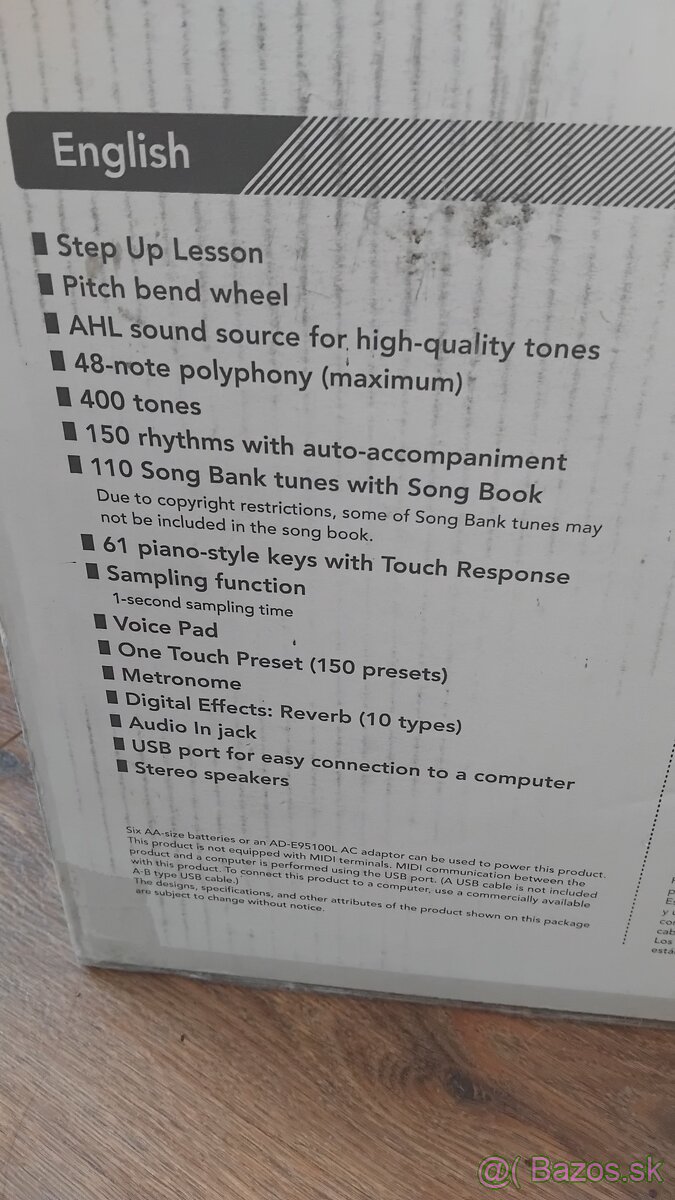 English
Step Up Lesson
Pitch bend wheel
AHL sound source for high-quality tones
48-note polyphony (maximum)
400 tones
150 rhythms with auto-accompaniment
110 Song Bank tunes with Song Book
Due to copyright restrictions, some of Song Bank tunes may
not be included in the song book.
61 piano-style keys with Touch Response
Sampling function
1-second sampling time
Voice Pad
One Touch Preset (150 presets)
Metronome
Digital Effects: Reverb (10 types)
Audio In jack
USB port for easy connection to a computer
Stereo speakers
Six AA-size batteries or an AD-E95100L AC adaptor can be used to power this product.
This product is not equipped with MIDI terminals. MIDI communication between the
product and a computer is performed using the USB port. (A USB cable is not included
with this product. To connect this product to a computer, use a commercially available
A-B type USB cable.)
The designs, specifications, and other attributes of the product shown on this package
are subject to change without notice.
y
Los
@( Bazos.sk